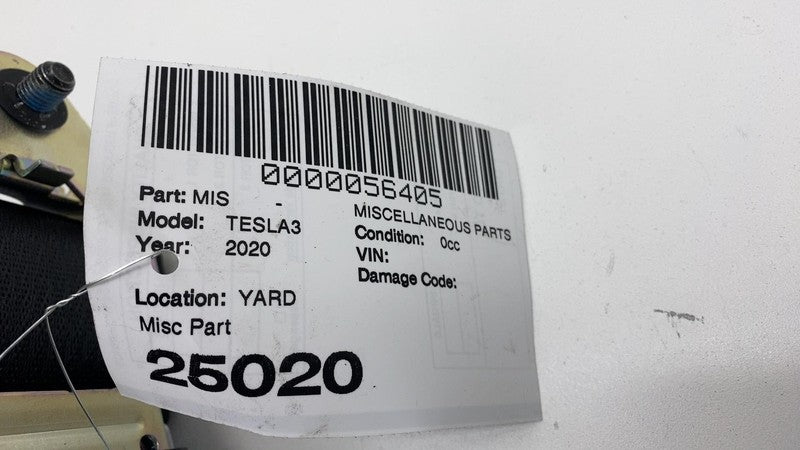 0000056405
Part: MIS -
MISCELLANEOUS PARTS
Model: TESLA3
Condition: 0cc
Year: 2020
VIN:
Damage Code:
Location: YARD
Misc Part
25020